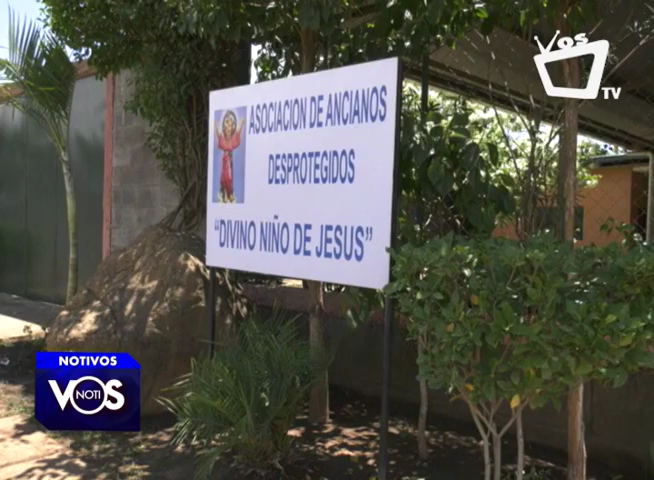 Vos
TV
ASOCIACION DE ANCIANOS
DESPROTEGIDOS
"DIVINO NIÑO DE JESUS"
NOTIVOS
VOS
NOTI